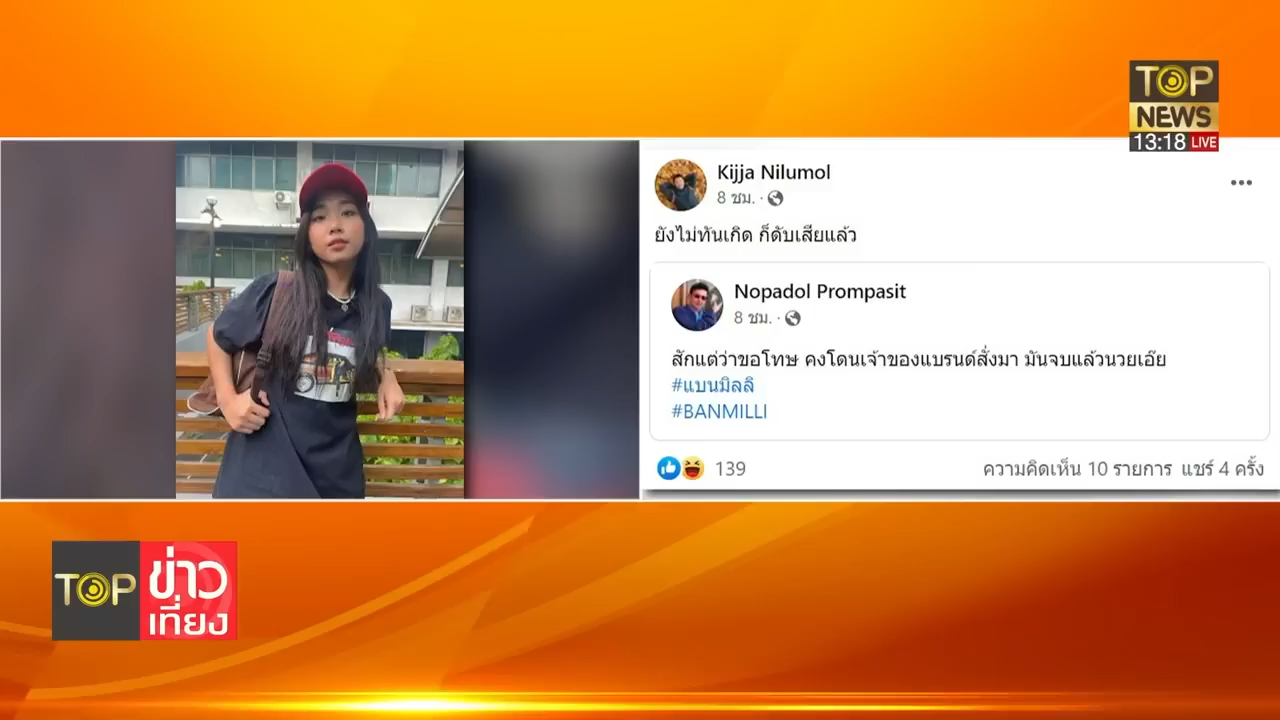 TOP
NEWS
13:18 LIVE
Kijja Nilumol
8 ชม. ·
ยังไม่ทันเกิด ก็ดับเสียแล้ว
Nopadol Prompasit
8 ชม. ·
สักแต่ว่าขอโทษ คงโดนเจ้าของแบรนด์สั่งมา มันจบแล้วนวยเอ๊ย
#แบนมิลลิ
#BANMILLI
139
ความคิดเห็น 10 รายการ แชร์ 4 ครั้ง
TOP
ข่าว
เที่ยง